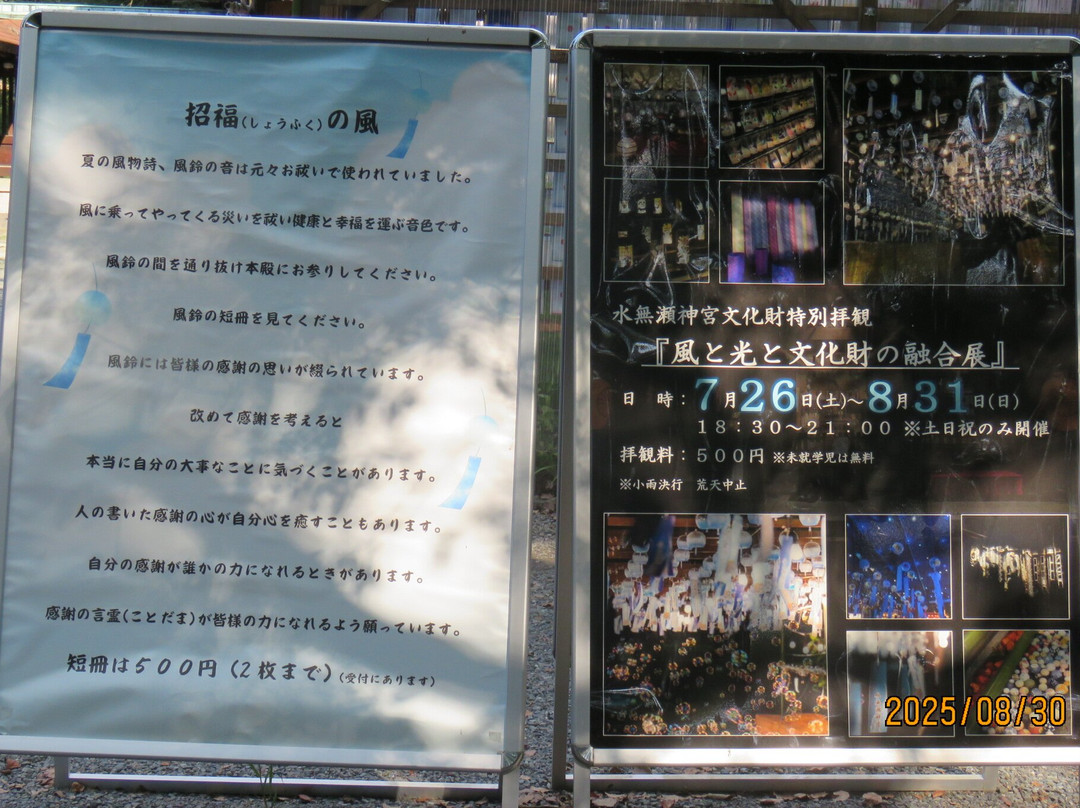 招福(しょうふく)の風
夏の風物詩、風鈴の音は元々お祓いで使われていました。
風に乗ってやってくる災いを祓い健康と幸福を運ぶ音色です。
風鈴の間を通り抜け本殿にお参りしてください。
風鈴の短冊を見てください。
風鈴には皆様の感謝の思いが綴られています。
改めて感謝を考えると
本当に自分の大事なことに気づくことがあります。
人の書いた感謝の心が自分心を癒すこともあります。
自分の感謝が誰かの力になれるときがあります。
感謝の言霊(ことだま)が皆様の力になれるよう願っています。
短冊は５００円（２枚まで）(受付にあります)
水無瀬神宮文化財特別拝観
『風と光と文化財の融合展』
日　時：7月26日(土)～8月31日(日)
１８：３０～２１：００ ※土日祝のみ開催
拝観料：５００円 ※未就学児は無料
※小雨決行　荒天中止
2025/08/30